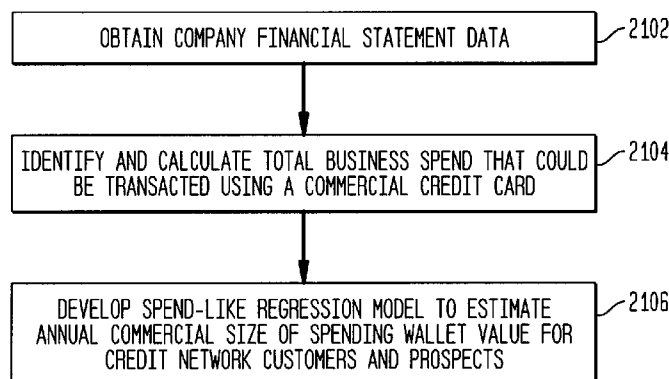 OBTAIN COMPANY FINANCIAL STATEMENT DATA
2102
IDENTIFY AND CALCULATE TOTAL BUSINESS SPEND THAT COULD
BE TRANSACTED USING A COMMERCIAL CREDIT CARD
2104
DEVELOP SPEND-LIKE REGRESSION MODEL TO ESTIMATE
ANNUAL COMMERCIAL SIZE OF SPENDING WALLET VALUE FOR
CREDIT NETWORK CUSTOMERS AND PROSPECTS
2106